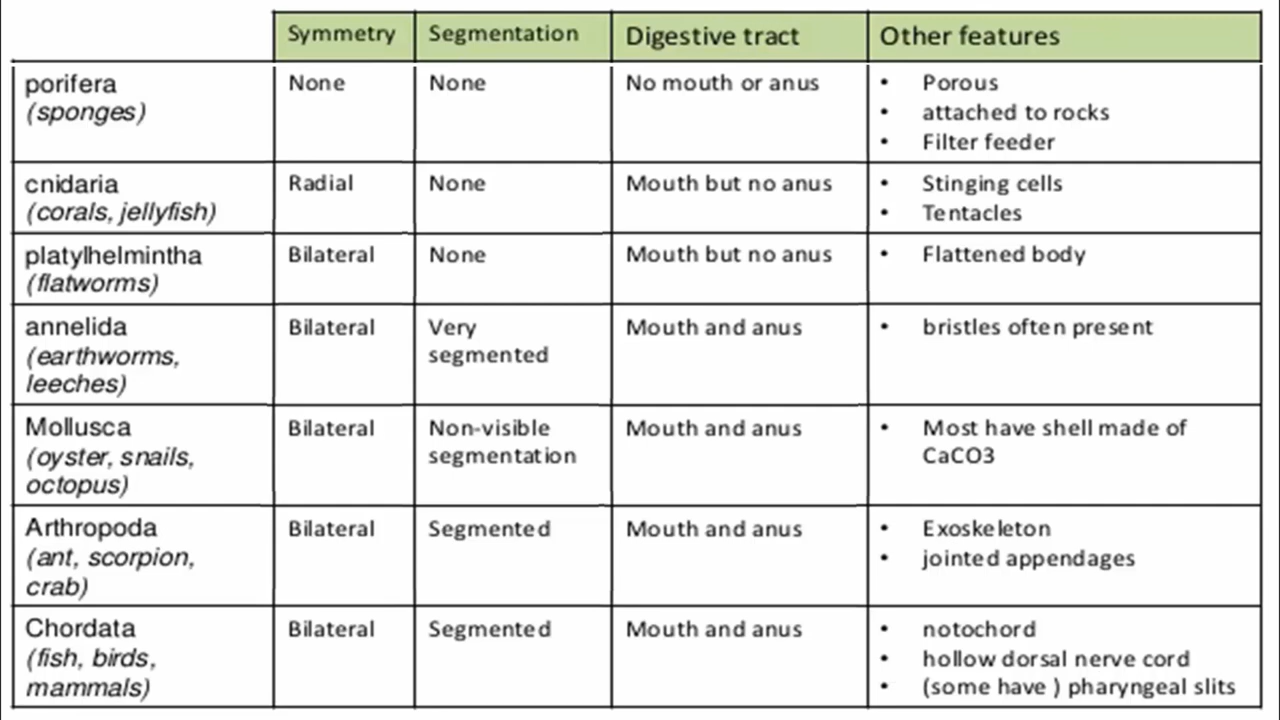 Symmetry Segmentation Digestive tract Other features
porifera None None No mouth or anus • Porous
(sponges) • attached to rocks
• Filter feeder
cnidaria Radial None Mouth but no anus • Stinging cells
(corals, jellyfish) • Tentacles
platylhelmintha Bilateral None Mouth but no anus • Flattened body
(flatworms)
annelida Bilateral Very Mouth and anus • bristles often present
(earthworms, segmented
leeches)
Mollusca Bilateral Non-visible Mouth and anus • Most have shell made of
(oyster, snails, segmentation CaCO3
octopus)
Arthropoda Bilateral Segmented Mouth and anus • Exoskeleton
(ant, scorpion, • jointed appendages
crab)
Chordata Bilateral Segmented Mouth and anus • notochord
(fish, birds, • hollow dorsal nerve cord
mammals) • (some have ) pharyngeal slits